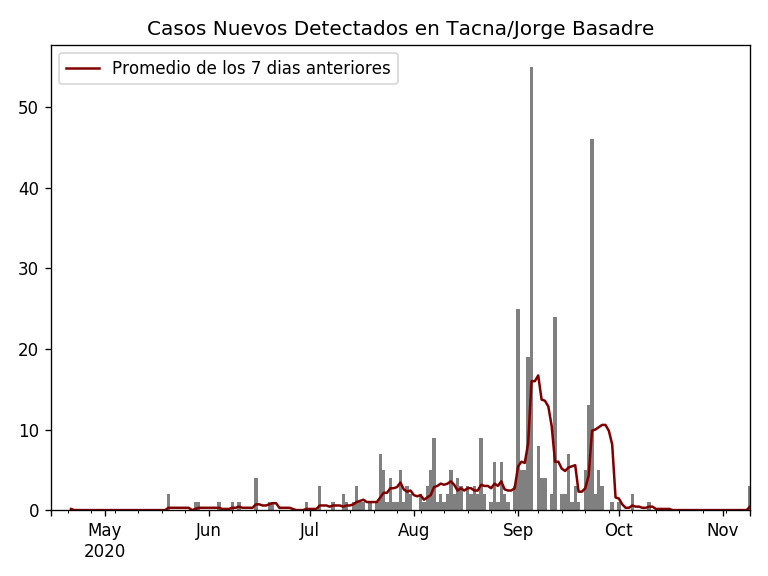 Casos Nuevos Detectados en Tacna/Jorge Basadre
Promedio de los 7 dias anteriores
50
40
30
20
10
0
May Jun Jul Aug Sep Oct Nov
2020